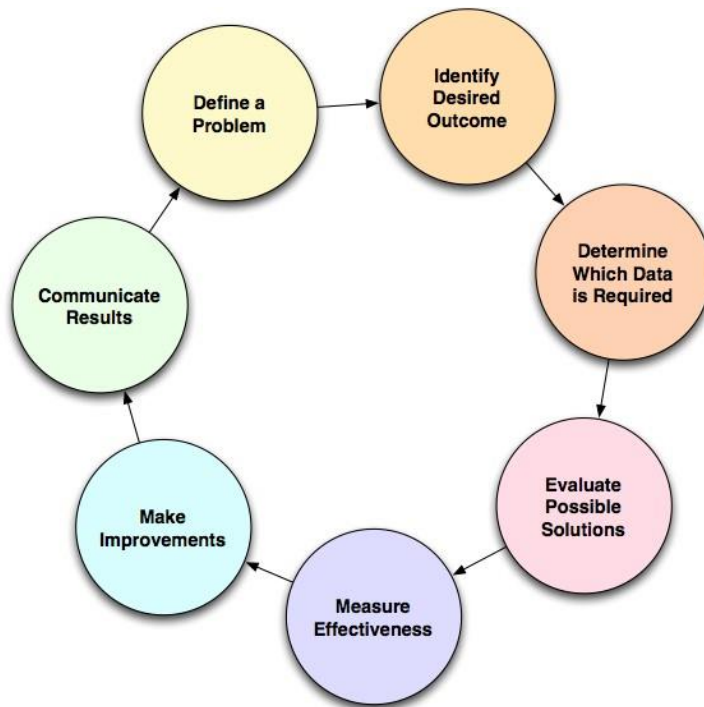 Define a
Problem
Identify
Desired
Outcome
Determine
Which Data
is Required
Evaluate
Possible
Solutions
Measure
Effectiveness
Make
Improvements
Communicate
Results